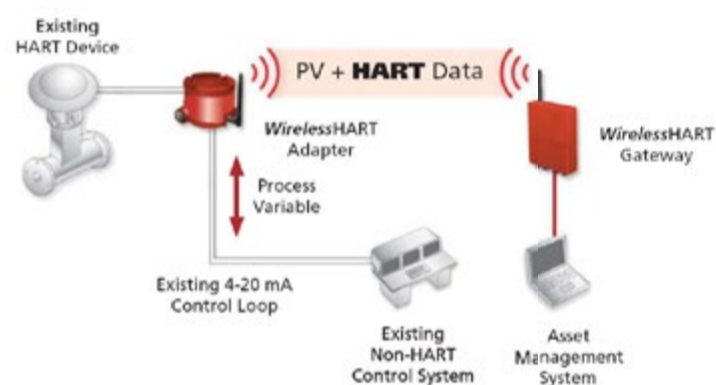 Existing
HART Device
PV + HART Data
WirelessHART
Adapter
WirelessHART
Gateway
Process
Variable
Existing 4-20 mA
Control Loop
Existing
Non-HART
Control System
Asset
Management
System